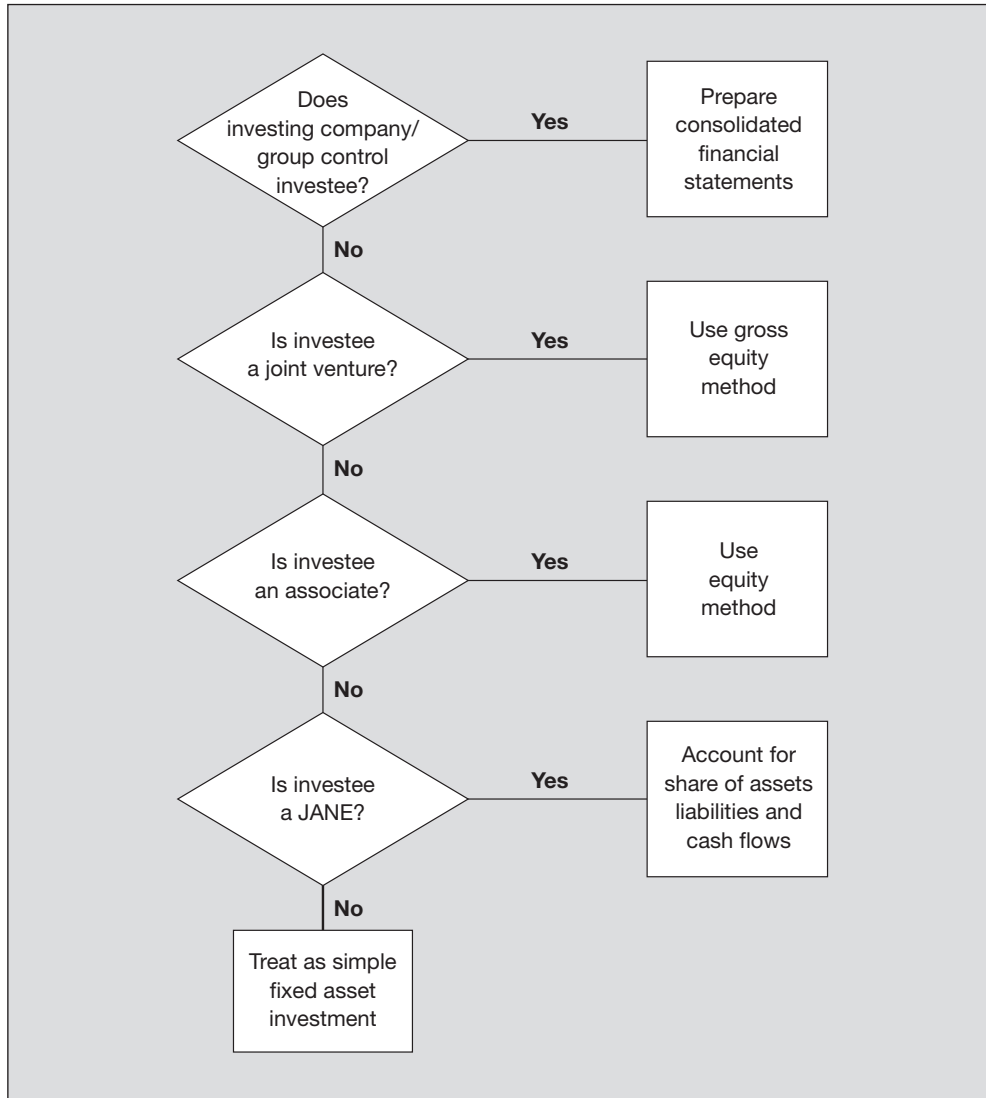 Does
investing company/
group control
investee?
Yes
Prepare
consolidated
financial
statements
No
Is investee
a joint venture?
Yes
Use gross
equity
method
No
Is investee
an associate?
Yes
Use
equity
method
No
Is investee
a JANE?
Yes
Account for
share of assets
liabilities and
cash flows
No
Treat as simple
fixed asset
investment